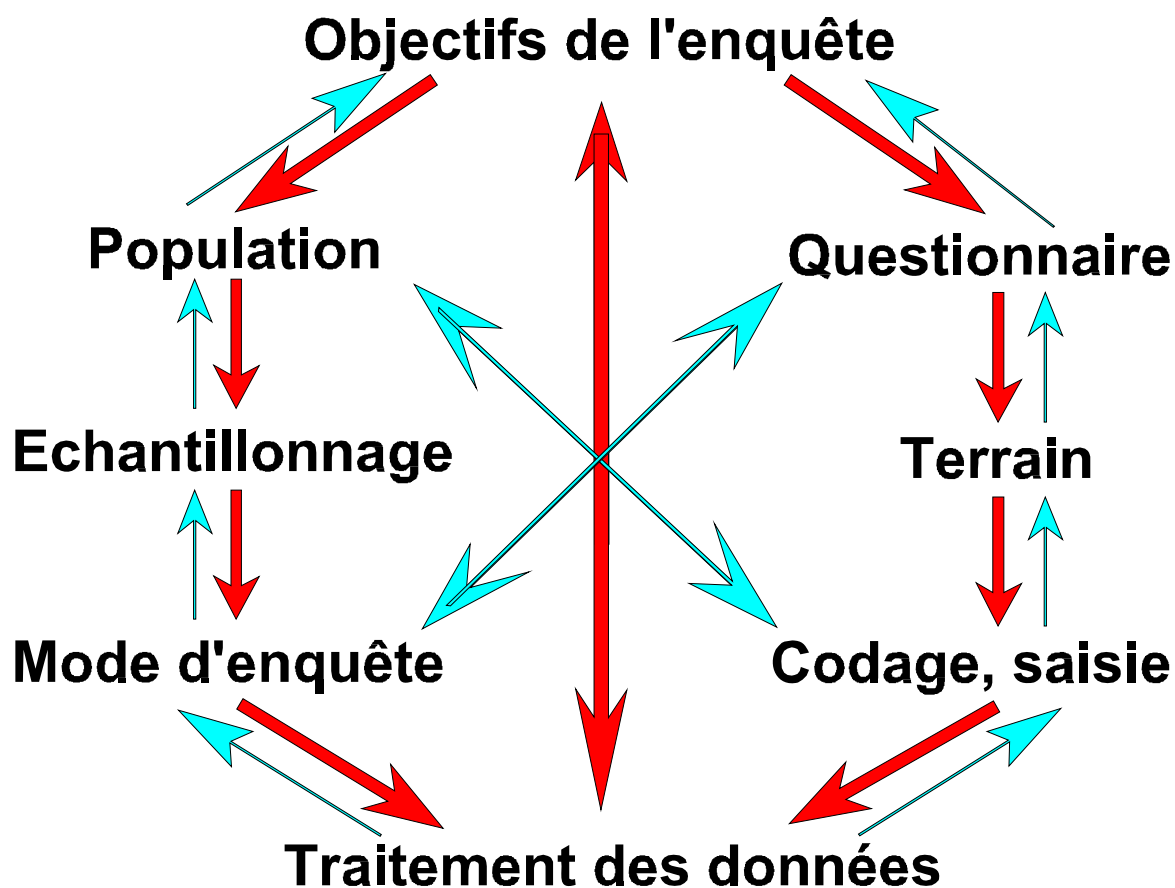 Objectifs de l'enquête
Population
Questionnaire
Echantillonnage
Terrain
Mode d'enquête
Codage, saisie
Traitement des données